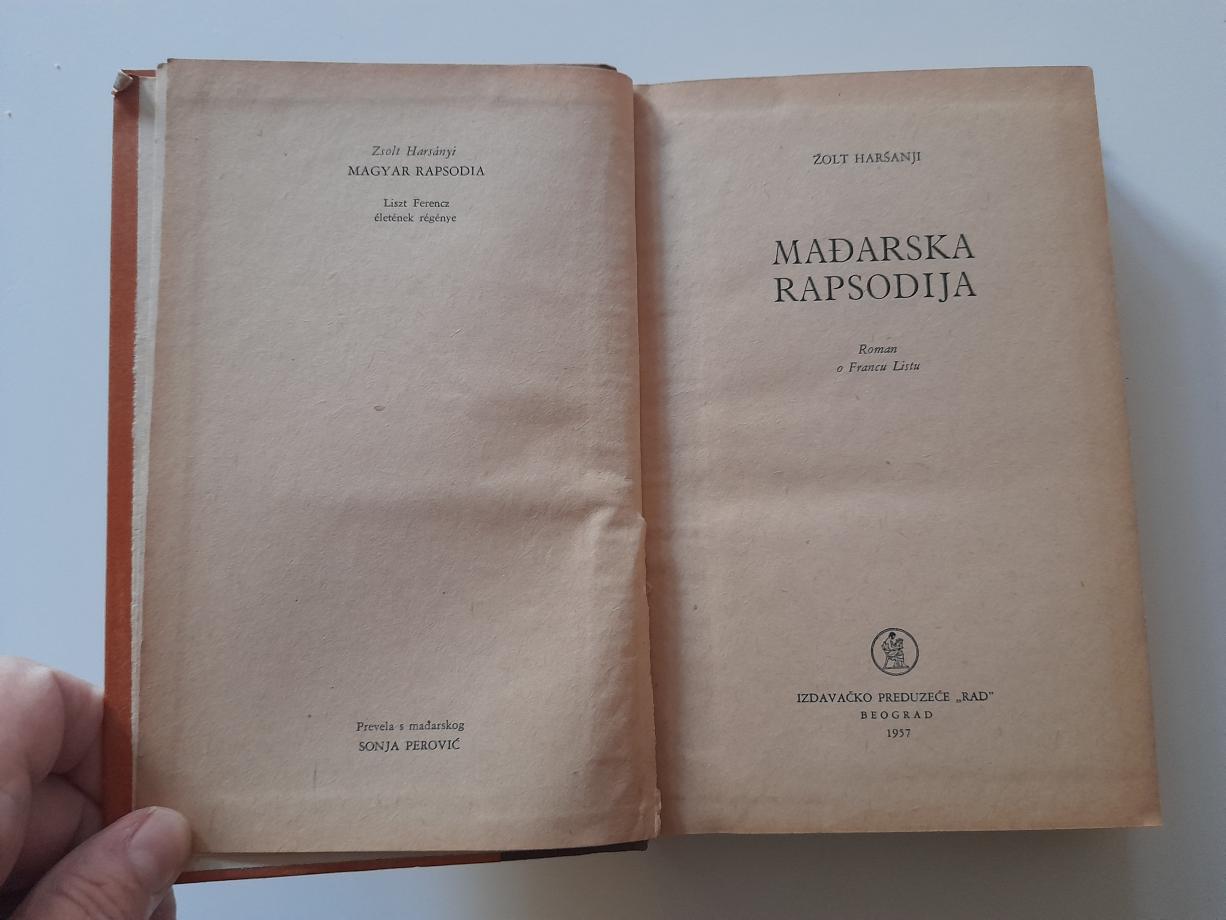 Zsolt Harsányi
MAGYAR RAPSODIA
Liszt Ferencz
életének régénye
Prevela s mađarskog
SONJA PEROVIĆ
ŽOLT HARŠANJI
MAĐARSKA
RAPSODIJA
Roman
o Francu Listu
IZDAVAČKO PREDUZEĆE „RAD"
BEOGRAD
1957